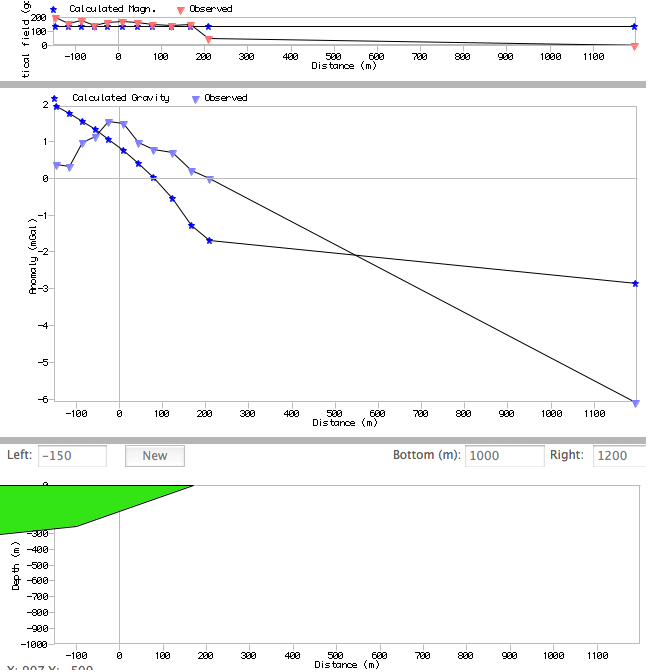 Calculated Magn. Observed
200
100
0
tical field (g
-100 0 100 200 300 400 500 600 700 800 900 1000 1100
Distance (m)
Calculated Gravity Observed
2
1
0
-1
-2
-3
-4
-5
-6
Anomaly (mGal)
-100 0 100 200 300 400 500 600 700 800 900 1000 1100
Distance (m)
Left: -150 New Bottom (m): 1000 Right: 1200
0
-300
-400
-500
-600
-700
-800
-900
-1000
Depth (m)
-100 0 100 200 300 400 500 600 700 800 900 1000 1100
Distance (m)